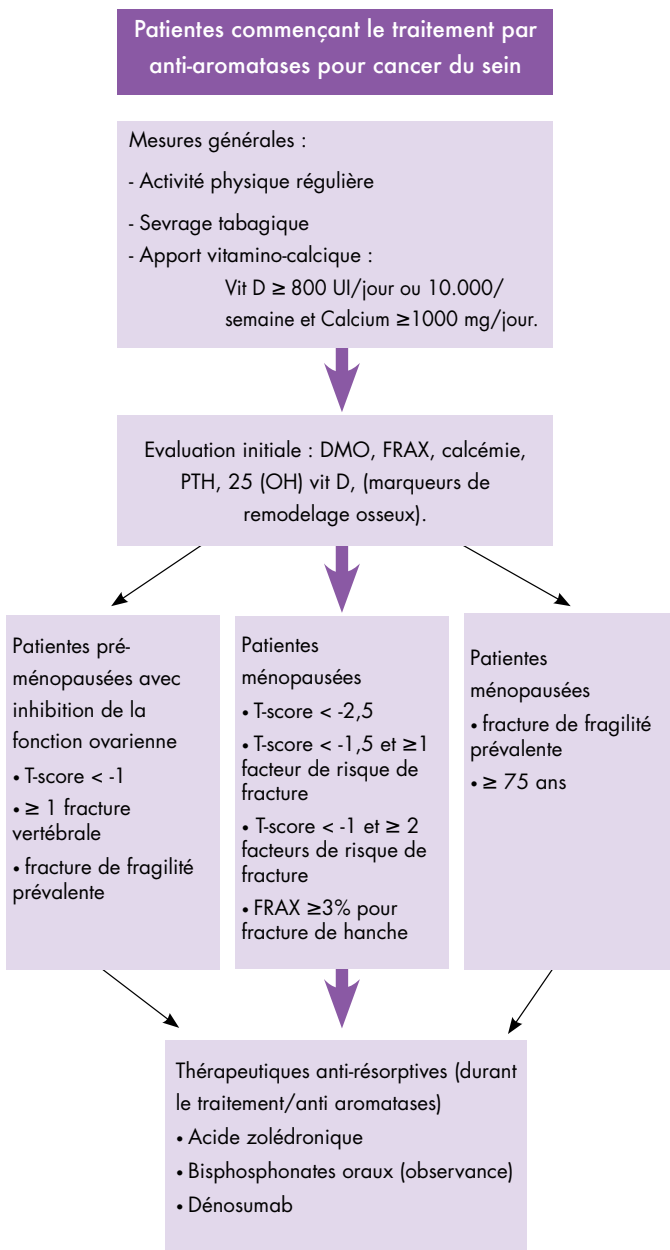 Patientes commençant le traitement par
anti-aromatases pour cancer du sein
Mesures générales :
- Activité physique régulière
- Sevrage tabagique
- Apport vitamino-calcique :
Vit D ≥ 800 UI/jour ou 10.000/
semaine et Calcium ≥1000 mg/jour.
Evaluation initiale : DMO, FRAX, calcémie,
PTH, 25 (OH) vit D, (marqueurs de
remodelage osseux).
Patientes pré-
ménopausées avec
inhibition de la
fonction ovarienne
• T-score < -1
• ≥ 1 fracture
vertébrale
• fracture de fragilité
prévalente
Patientes
ménopausées
• T-score < -2,5
• T-score < -1,5 et ≥1
facteur de risque de
fracture
• T-score < -1 et ≥ 2
facteurs de risque de
fracture
• FRAX ≥3% pour
fracture de hanche
Patientes
ménopausées
• fracture de fragilité
prévalente
• ≥ 75 ans
Thérapeutiques anti-résorptives (durant
le traitement/anti aromatases)
• Acide zolédronique
• Bisphosphonates oraux (observance)
• Dénosumab